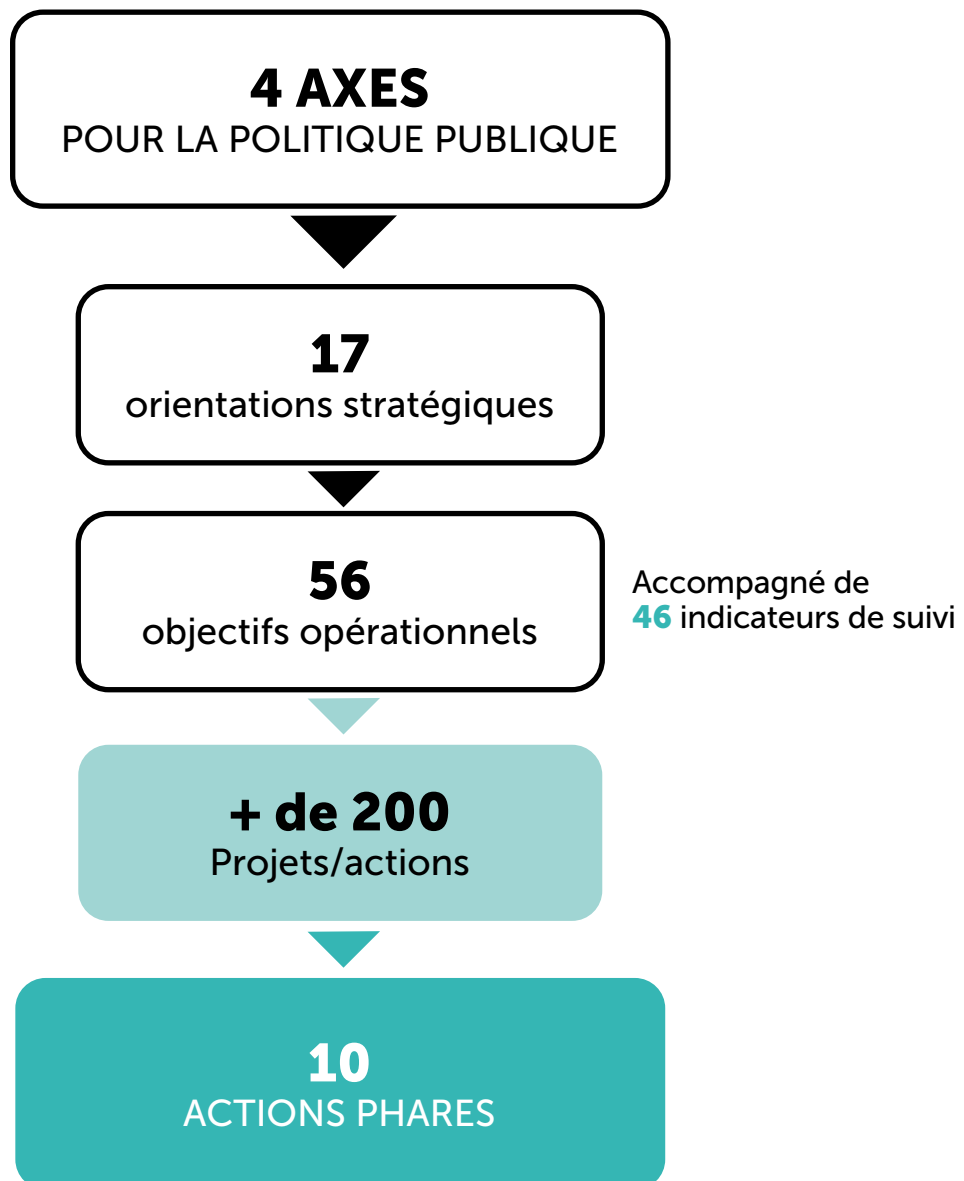 4 AXES
POUR LA POLITIQUE PUBLIQUE
17
orientations stratégiques
56
objectifs opérationnels
Accompagné de
46 indicateurs de suivi
+ de 200
Projets/actions
10
ACTIONS PHARES